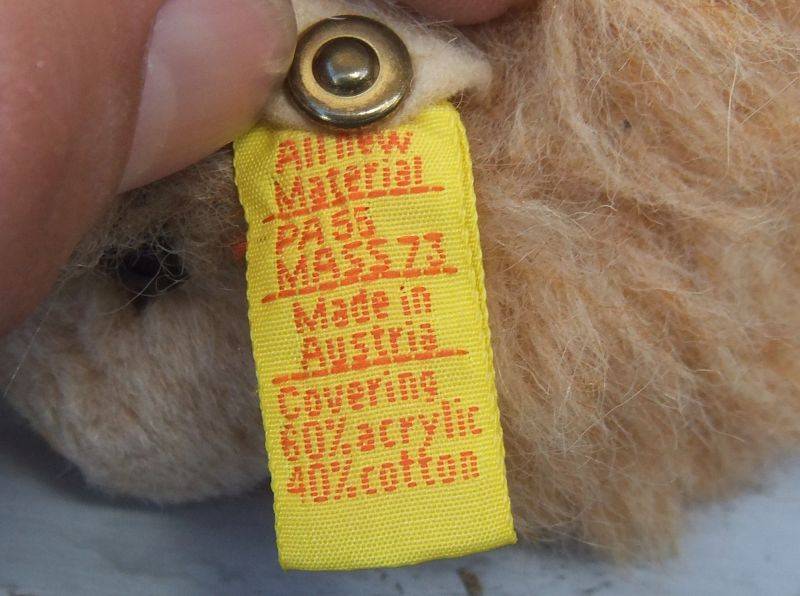 All new
Material
PA 55
MASS 73
Made in
Austria
Covering
60% acrylic
40% cotton